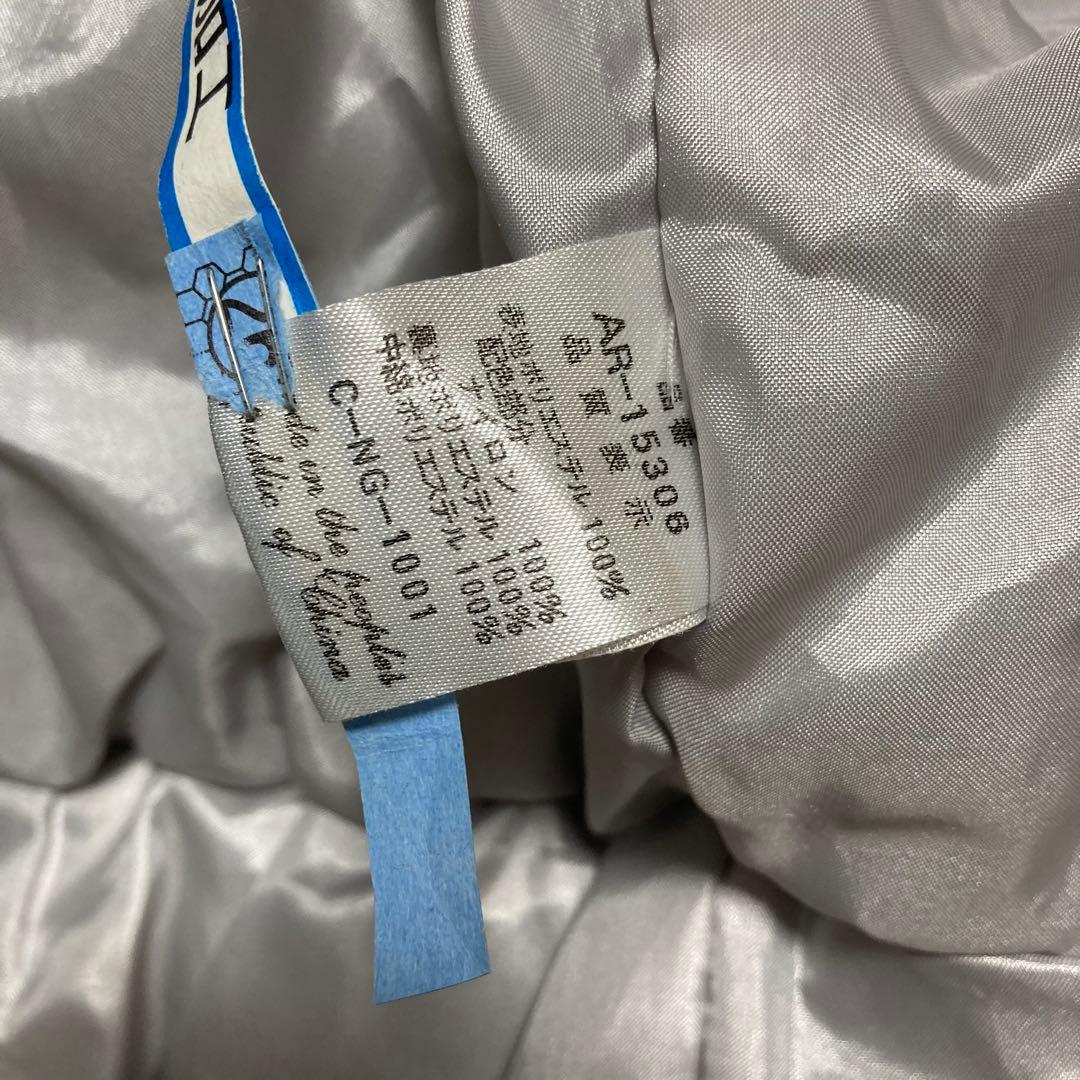 品番
AR-15306
品質表示
表地ポリエステル100%
配色部分
ナイロン 100%
裏地ポリエステル 100%
中綿ポリエステル 100%
C-NG-1001
Made in the People's
Republic of China